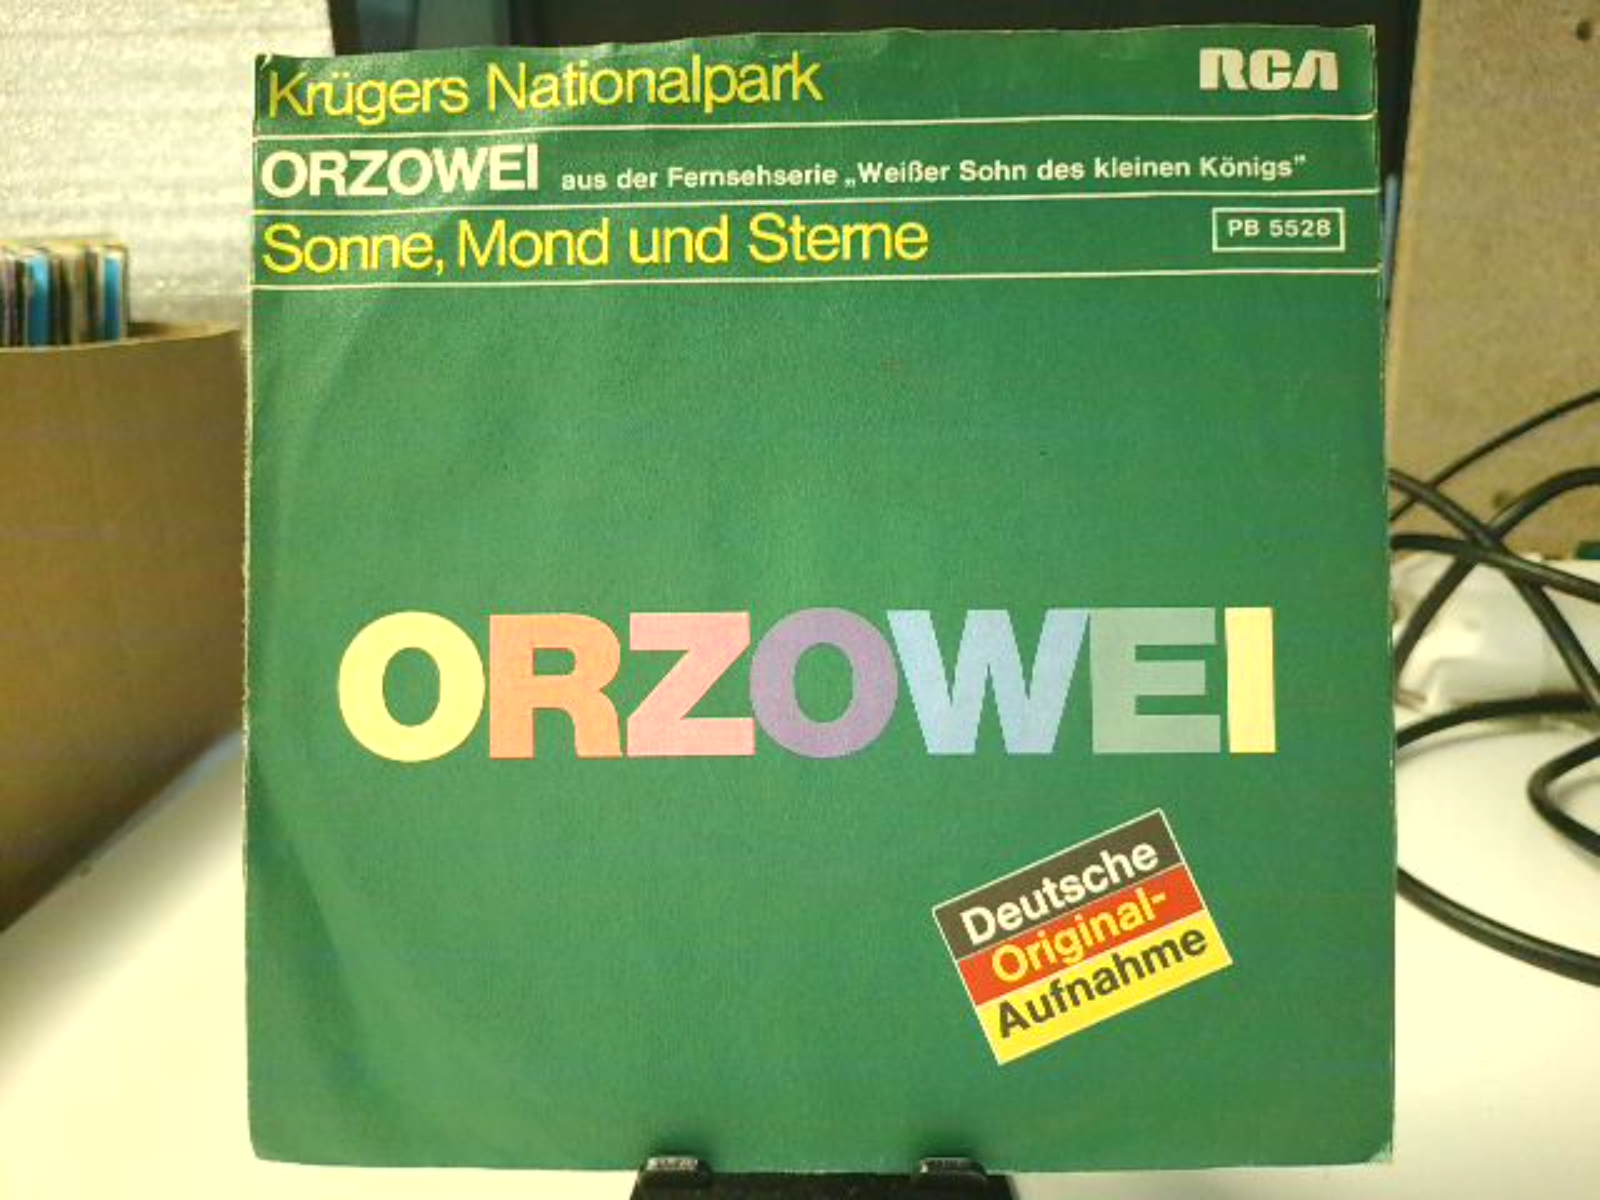 Krügers Nationalpark
RCA
ORZOWEI aus der Fernsehserie „Weißer Sohn des kleinen Königs”
Sonne, Mond und Sterne
PB 5528
ORZOWEI
Deutsche
Original-
Aufnahme